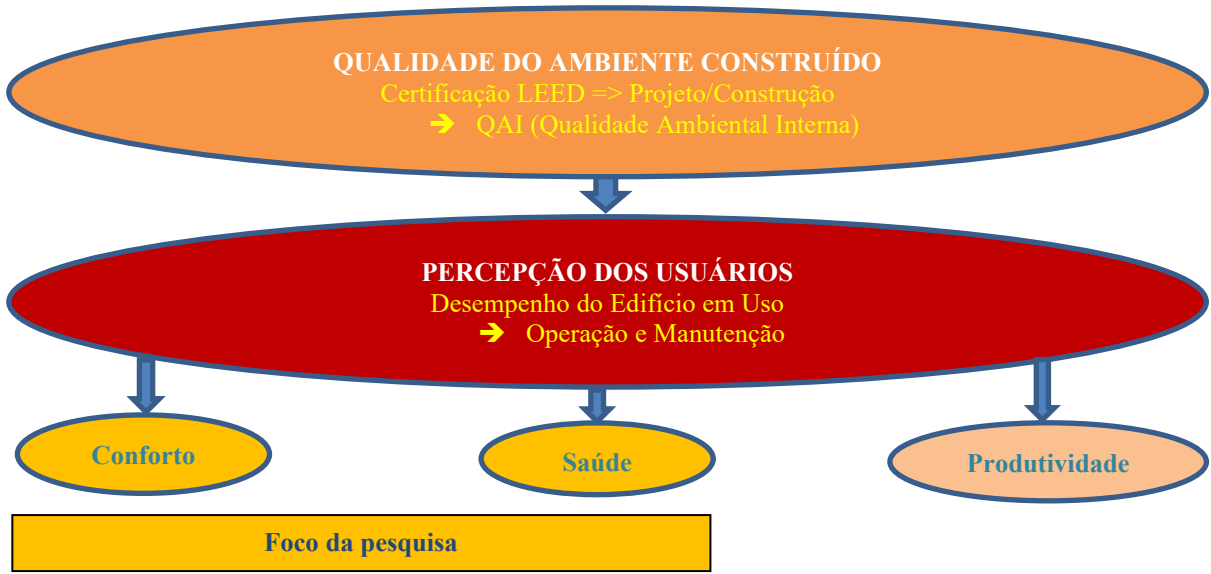 QUALIDADE DO AMBIENTE CONSTRUÍDO
Certificação LEED => Projeto/Construção
➔ QAI (Qualidade Ambiental Interna)
PERCEPÇÃO DOS USUÁRIOS
Desempenho do Edifício em Uso
➔ Operação e Manutenção
Conforto
Saúde
Produtividade
Foco da pesquisa